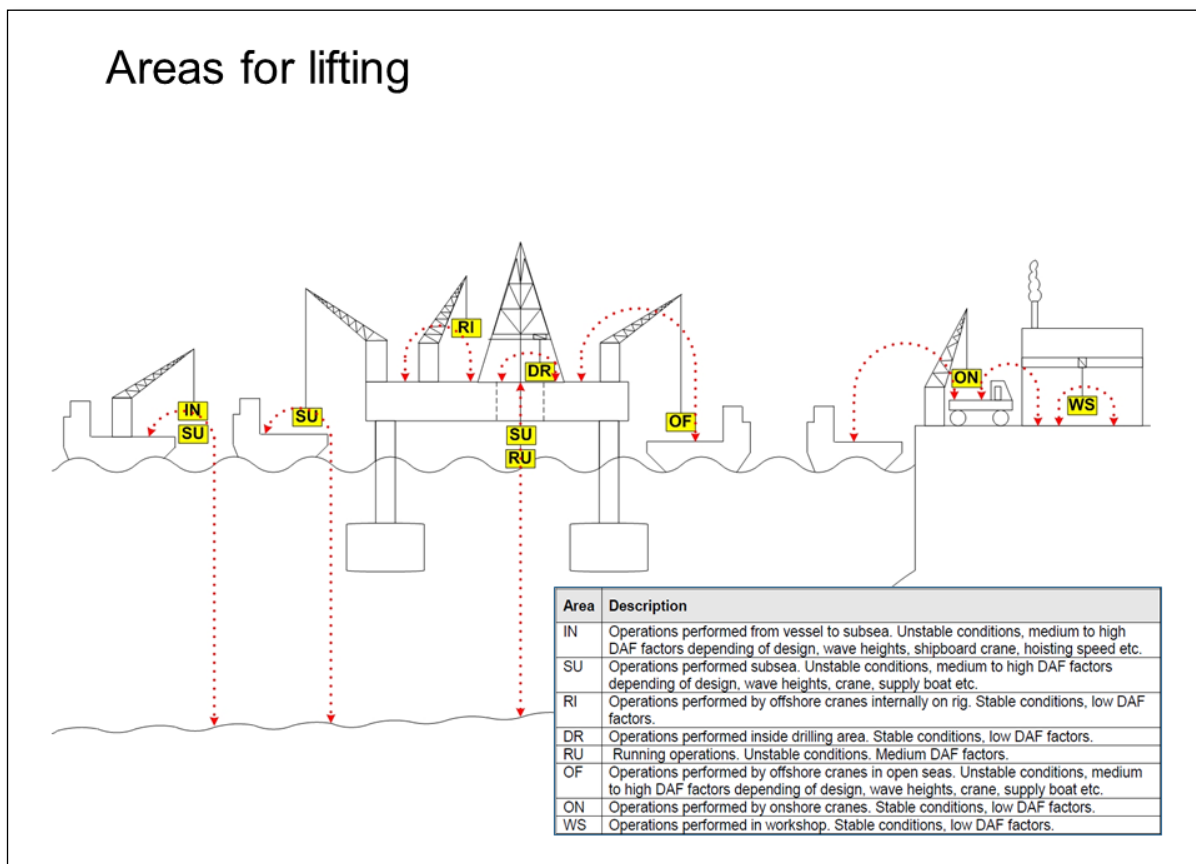 Areas for lifting
RI
DR
IN
SU
SU
SU
RU
OF
ON
WS
Area Description
IN Operations performed from vessel to subsea. Unstable conditions, medium to high
DAF factors depending of design, wave heights, shipboard crane, hoisting speed etc.
SU Operations performed subsea. Unstable conditions, medium to high DAF factors
depending of design, wave heights, crane, supply boat etc.
RI Operations performed by offshore cranes internally on rig. Stable conditions, low DAF
factors.
DR Operations performed inside drilling area. Stable conditions, low DAF factors.
RU Running operations. Unstable conditions. Medium DAF factors.
OF Operations performed by offshore cranes in open seas. Unstable conditions, medium
to high DAF factors depending of design, wave heights, crane, supply boat etc.
ON Operations performed by onshore cranes. Stable conditions, low DAF factors.
WS Operations performed in workshop. Stable conditions, low DAF factors.